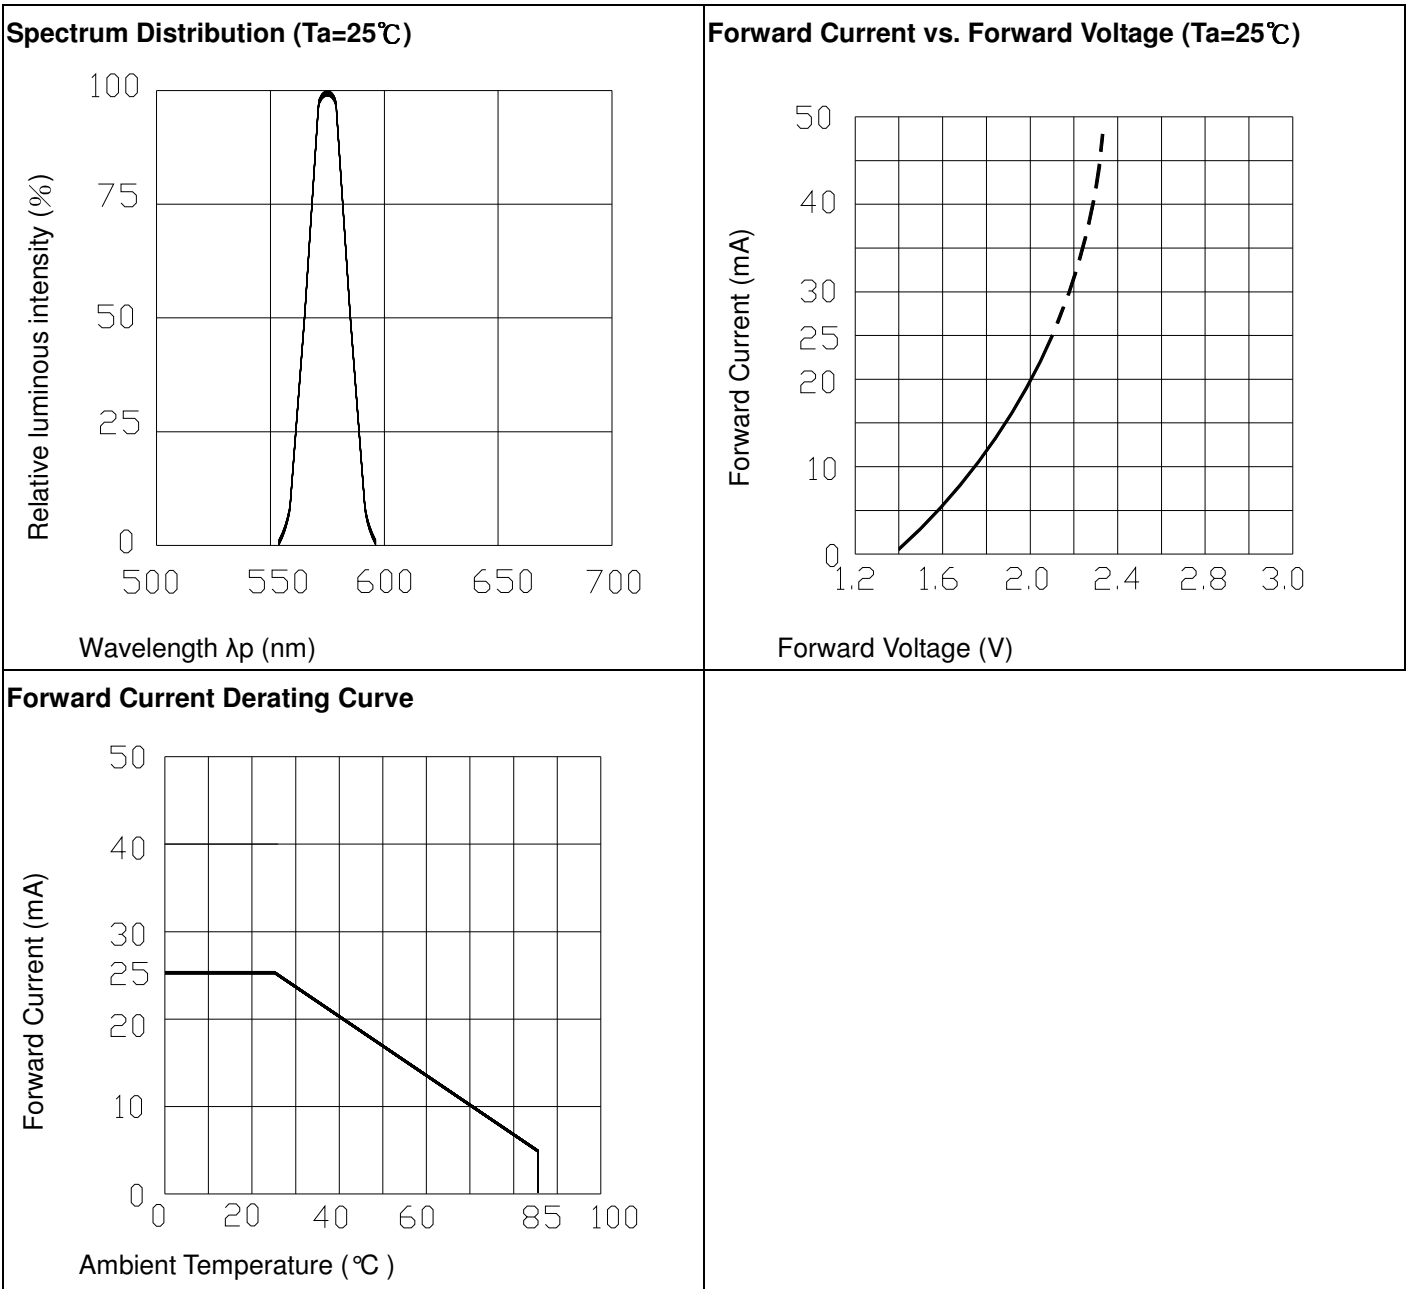 Spectrum Distribution (Ta=25℃)
100
75
50
25
0
500 550 600 650 700
Relative luminous intensity (%)
Wavelength λp (nm)
Forward Current vs. Forward Voltage (Ta=25℃)
50
40
30
25
20
10
0
1.2 1.6 2.0 2.4 2.8 3.0
Forward Current (mA)
Forward Voltage (V)
Forward Current Derating Curve
50
40
30
25
20
10
0
0 20 40 60 85 100
Forward Current (mA)
Ambient Temperature ( ℃ )